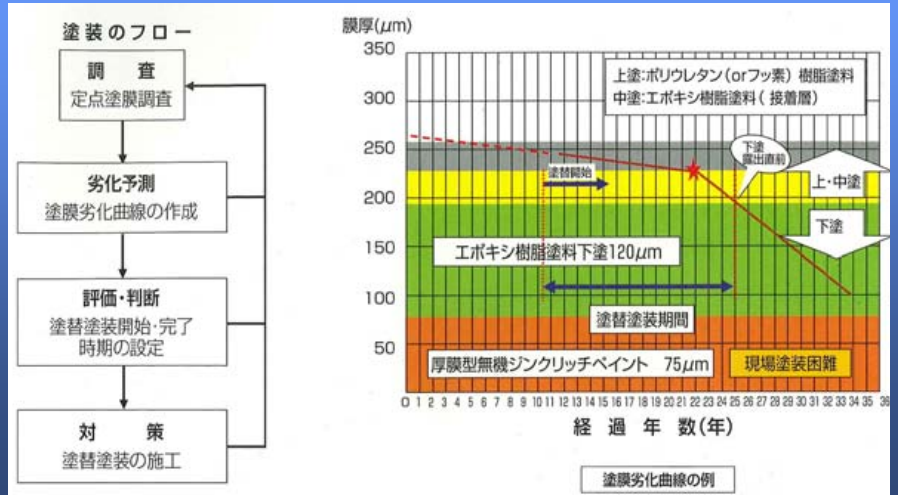 塗装のフロー
調 査
定点塗膜調査
劣化予測
塗膜劣化曲線の作成
評価・判断
塗替塗装開始・完了
時期の設定
対 策
塗替塗装の施工
膜厚(μm)
350
300
250
200
150
100
50
上塗:ポリウレタン(orフッ素)樹脂塗料
中塗:エポキシ樹脂塗料(接着層)
下塗
露出直前
塗替開始
上・中塗
下塗
エポキシ樹脂塗料下塗120μm
塗替塗装期間
厚膜型無機ジンクリッチペイント 75μm
現場塗装困難
0 1 2 3 4 5 6 7 8 9 10 11 12 13 14 15 16 17 18 19 20 21 22 23 24 25 26 27 28 29 30 31 32 33 34 35 36
経過年数(年)
塗膜劣化曲線の例